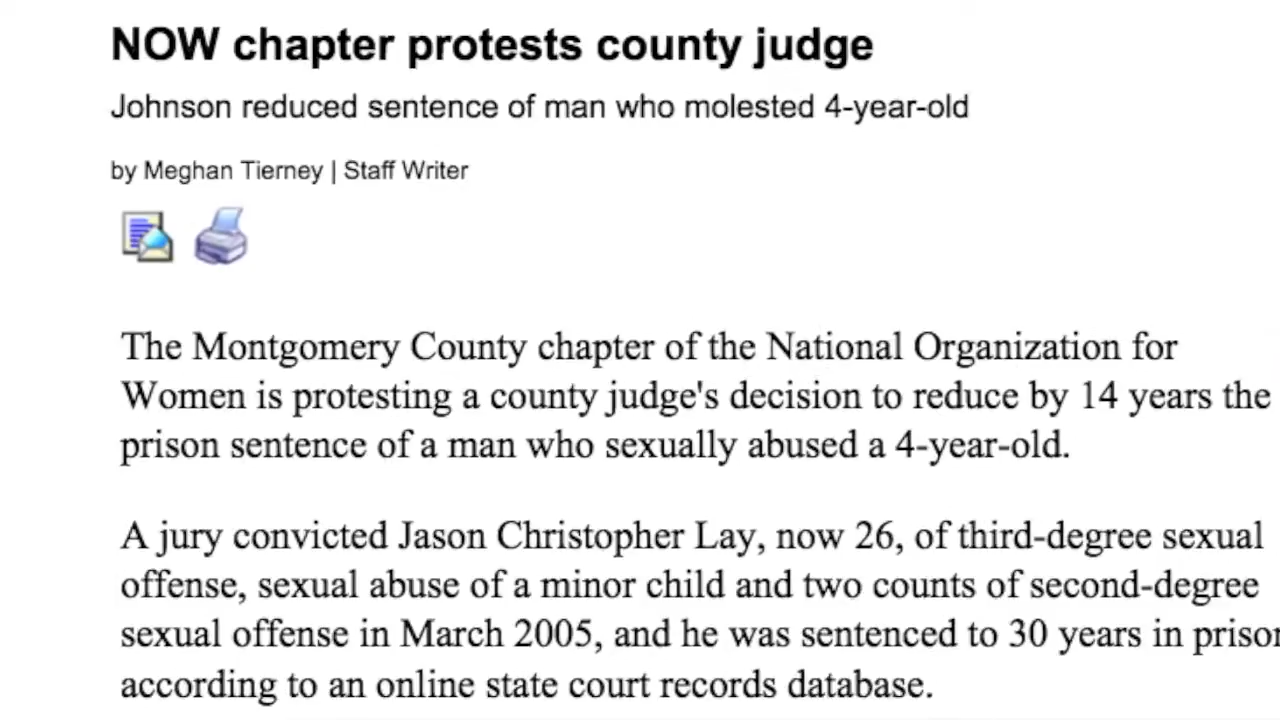 NOW chapter protests county judge
Johnson reduced sentence of man who molested 4-year-old
by Meghan Tierney | Staff Writer
The Montgomery County chapter of the National Organization for
Women is protesting a county judge's decision to reduce by 14 years the
prison sentence of a man who sexually abused a 4-year-old.
A jury convicted Jason Christopher Lay, now 26, of third-degree sexual
offense, sexual abuse of a minor child and two counts of second-degree
sexual offense in March 2005, and he was sentenced to 30 years in prison
according to an online state court records database.